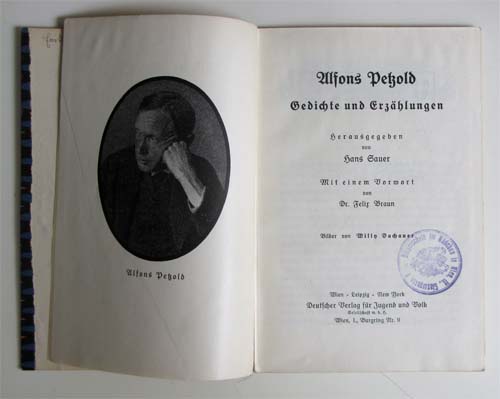 Alfons Petzold
Alfons Petzold
Gedichte und Erzählungen
Herausgegeben
von
Hans Sauer
Mit einem Vorwort
von
Dr. Felix Braun
Bilder von Willy
Wien - Leipzig - New York
Deutscher Verlag für Jugend und Volk
Gesellschaft m. b. H.
Wien, I., Burgring Nr. 9